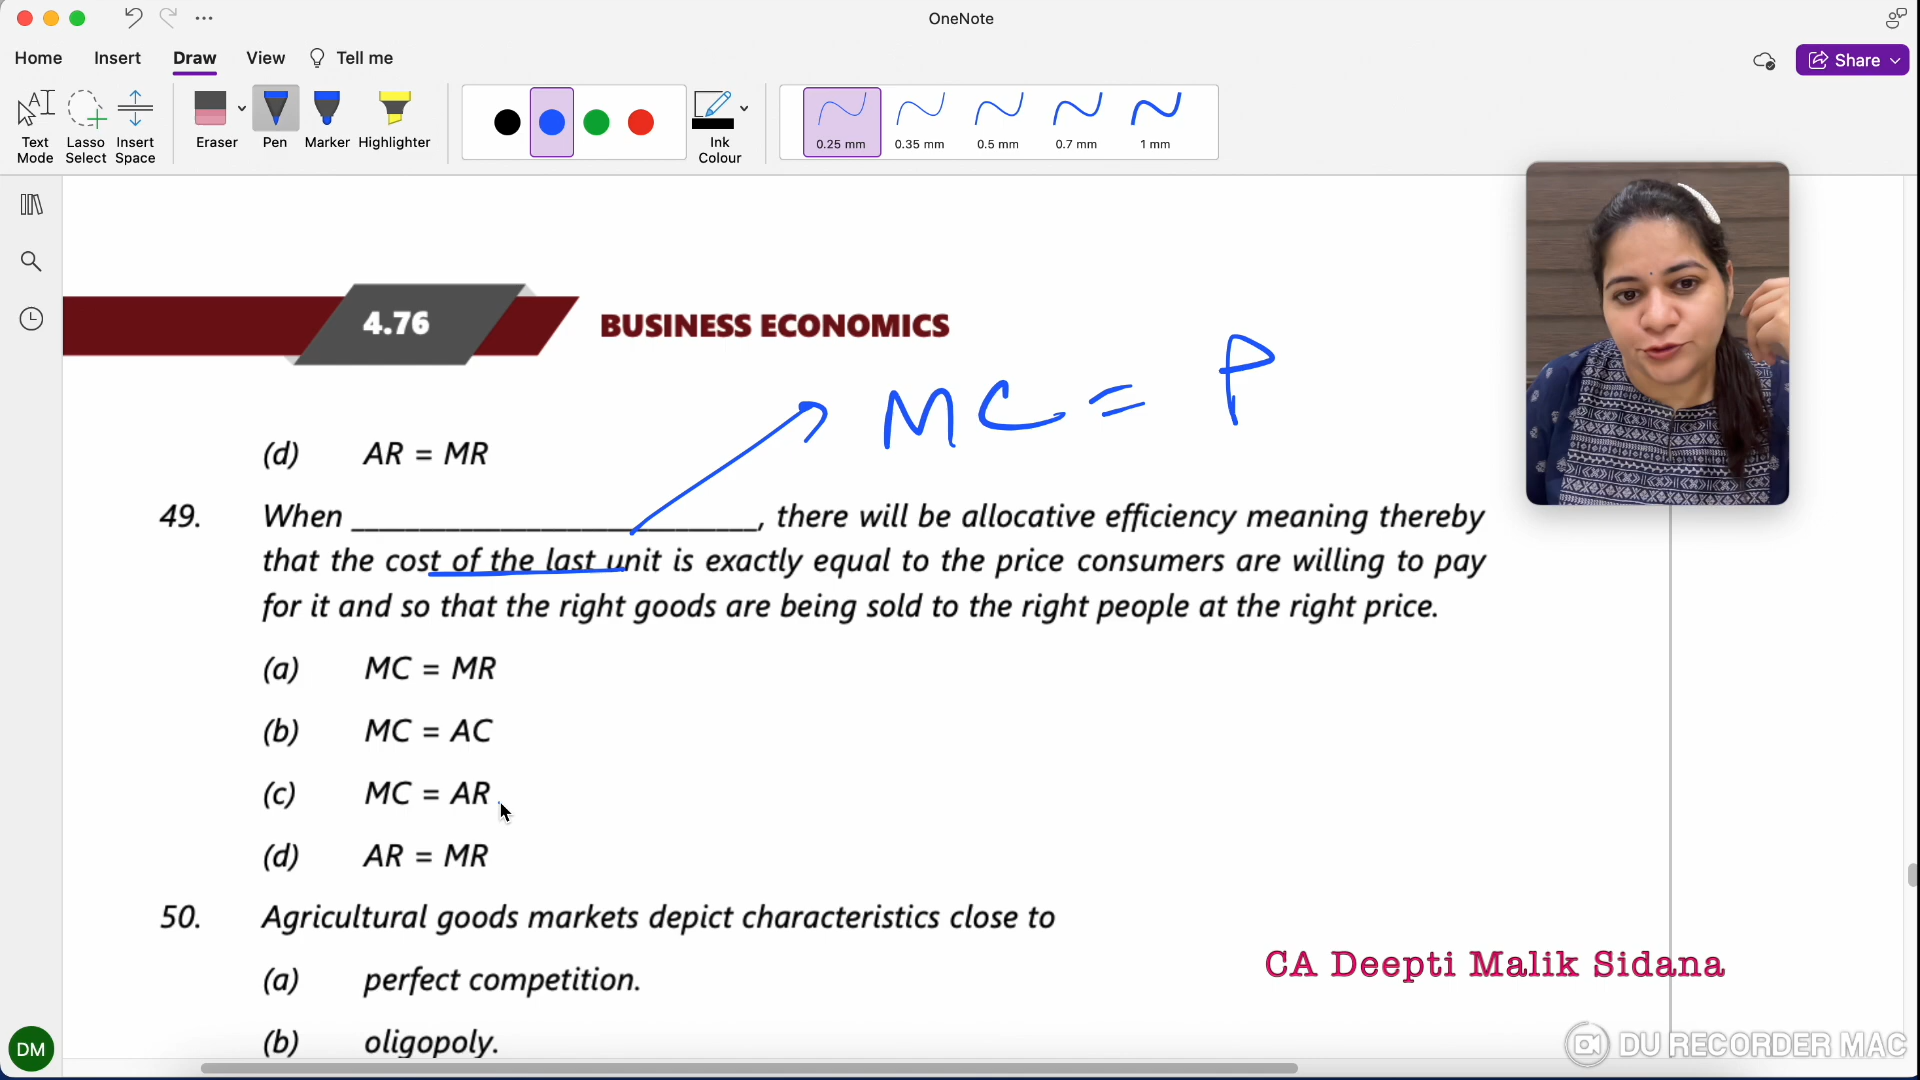 OneNote
Home Insert Draw View Tell me
Share
Text Mode
Lasso Select
Insert Space
Eraser
Pen
Marker
Highlighter
Ink Colour
0.25 mm
0.35 mm
0.5 mm
0.7 mm
1 mm
4.76 BUSINESS ECONOMICS
MC = P
(d) AR = MR
49. When ____________________, there will be allocative efficiency meaning thereby
that the cost of the last unit is exactly equal to the price consumers are willing to pay
for it and so that the right goods are being sold to the right people at the right price.
(a) MC = MR
(b) MC = AC
(c) MC = AR
(d) AR = MR
50. Agricultural goods markets depict characteristics close to
(a) perfect competition.
(b) oligopoly.
CA Deepti Malik Sidana
DM
DU RECORDER MAC